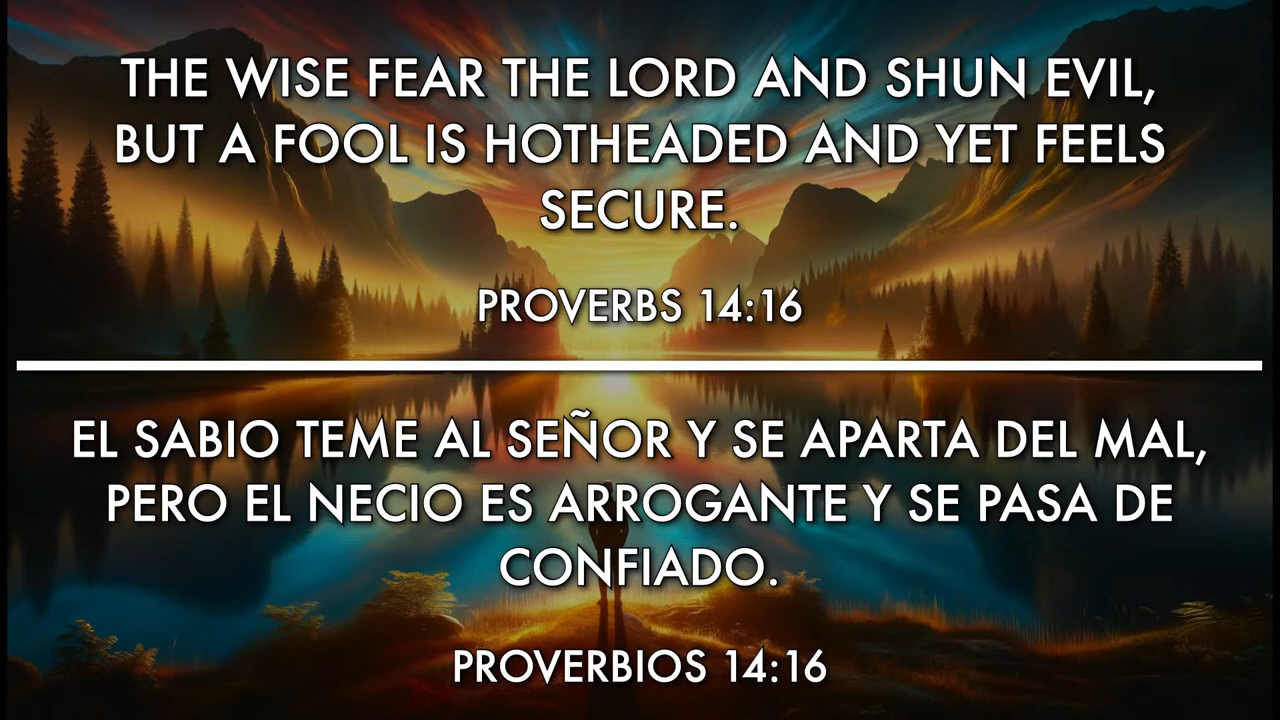 THE WISE FEAR THE LORD AND SHUN EVIL,
BUT A FOOL IS HOTHEADED AND YET FEELS
SECURE.
PROVERBS 14:16
EL SABIO TEME AL SEÑOR Y SE APARTA DEL MAL,
PERO EL NECIO ES ARROGANTE Y SE PASA DE
CONFIADO.
PROVERBIOS 14:16